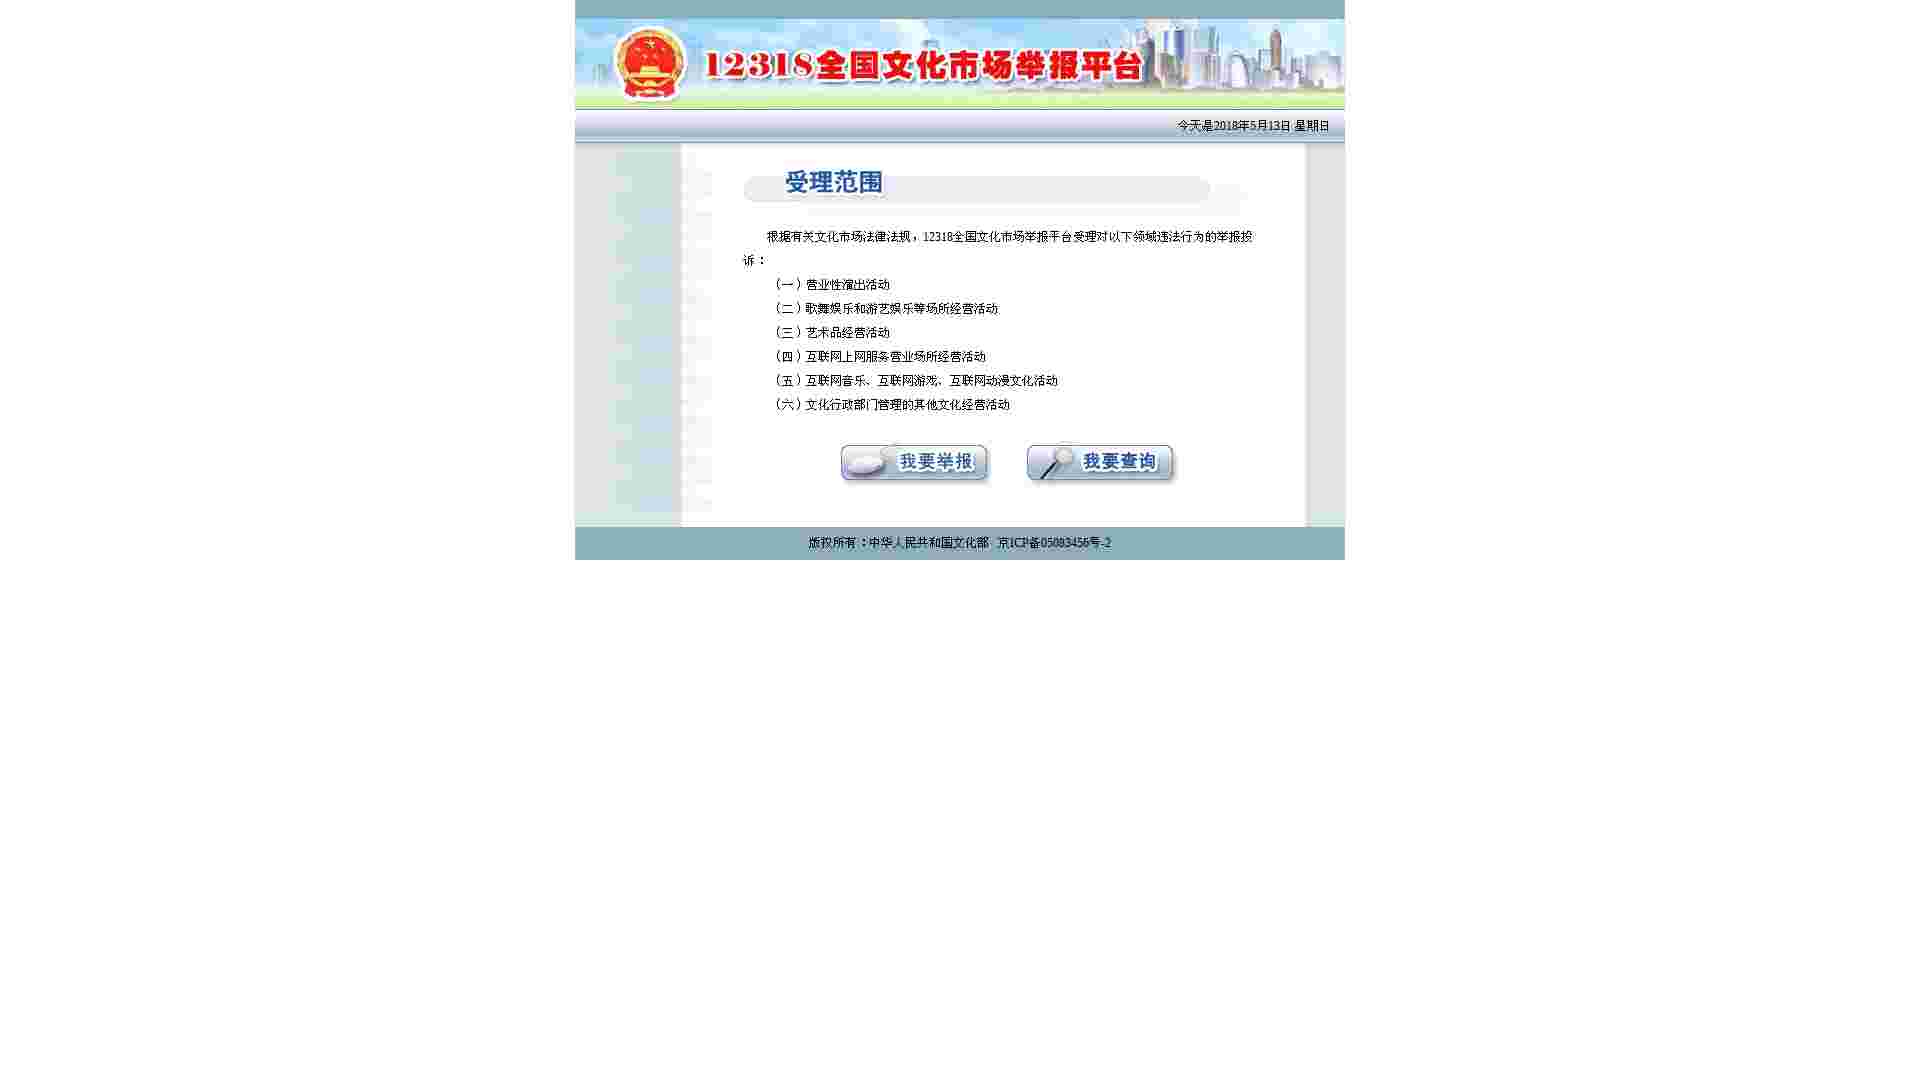 12318全国文化市场举报平台
今天是2018年5月13日 星期日
受理范围
根据有关文化市场法律法规，12318全国文化市场举报平台受理对以下领域违法行为的举报投
诉：
（一）营业性演出活动
（二）歌舞娱乐和游艺娱乐等场所经营活动
（三）艺术品经营活动
（四）互联网上网服务营业场所经营活动
（五）互联网音乐、互联网游戏、互联网动漫文化活动
（六）文化行政部门管理的其他文化经营活动
我要举报 我要查询
版权所有：中华人民共和国文化部 京ICP备05083456号-2